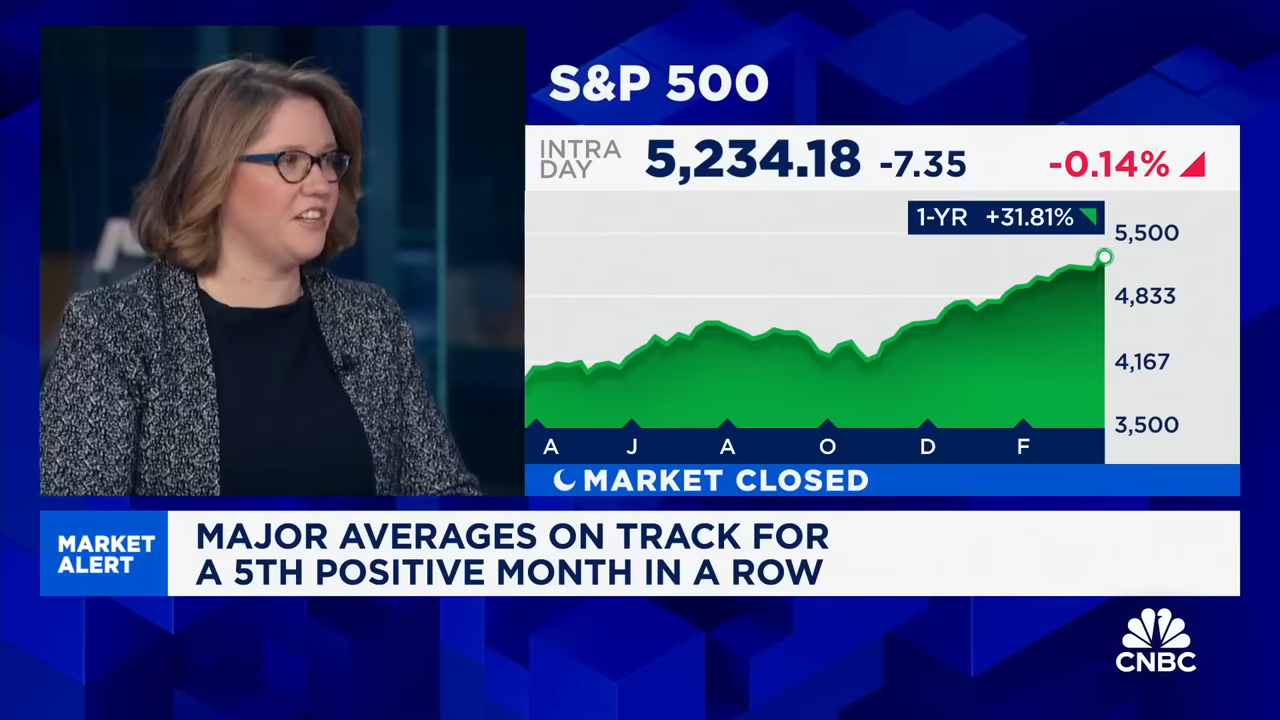 S&P 500
INTRA
DAY
5,234.18 -7.35 -0.14%
1-YR +31.81%
5,500
4,833
4,167
3,500
A J A O D F
MARKET CLOSED
MARKET
ALERT
MAJOR AVERAGES ON TRACK FOR
A 5TH POSITIVE MONTH IN A ROW
CNBC